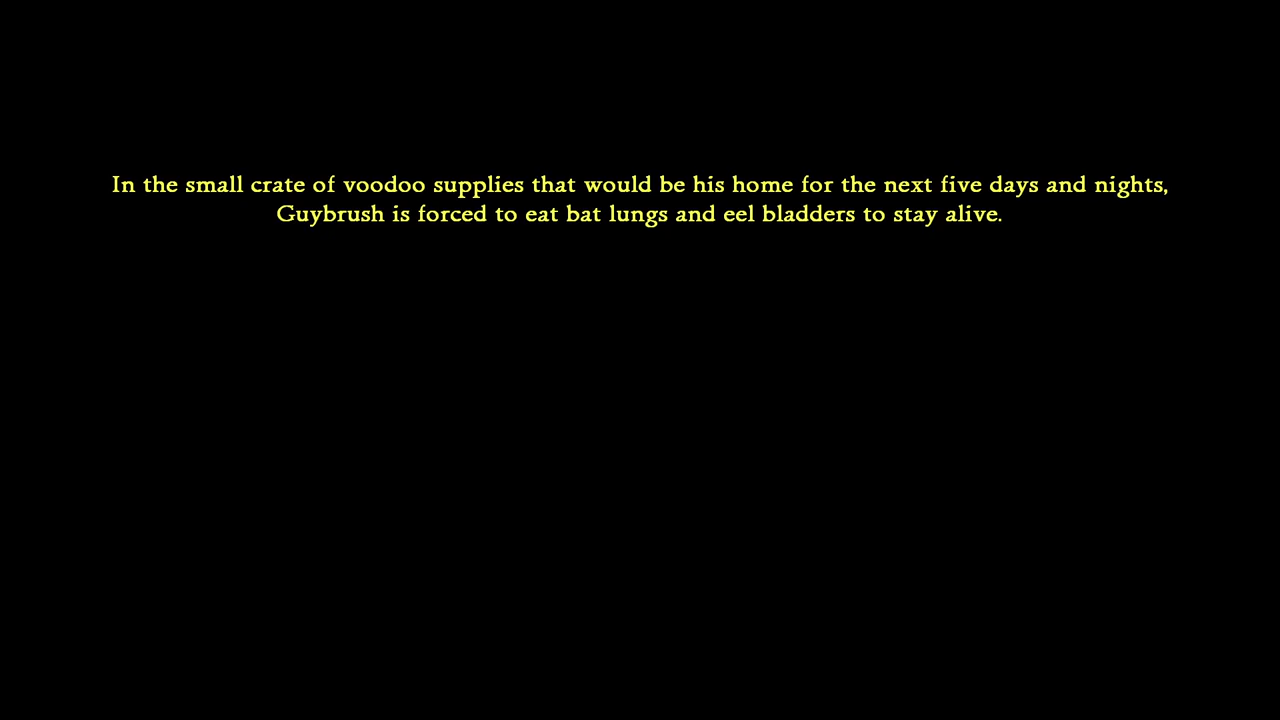 In the small crate of voodoo supplies that would be his home for the next five days and nights,
Guybrush is forced to eat bat lungs and eel bladders to stay alive.